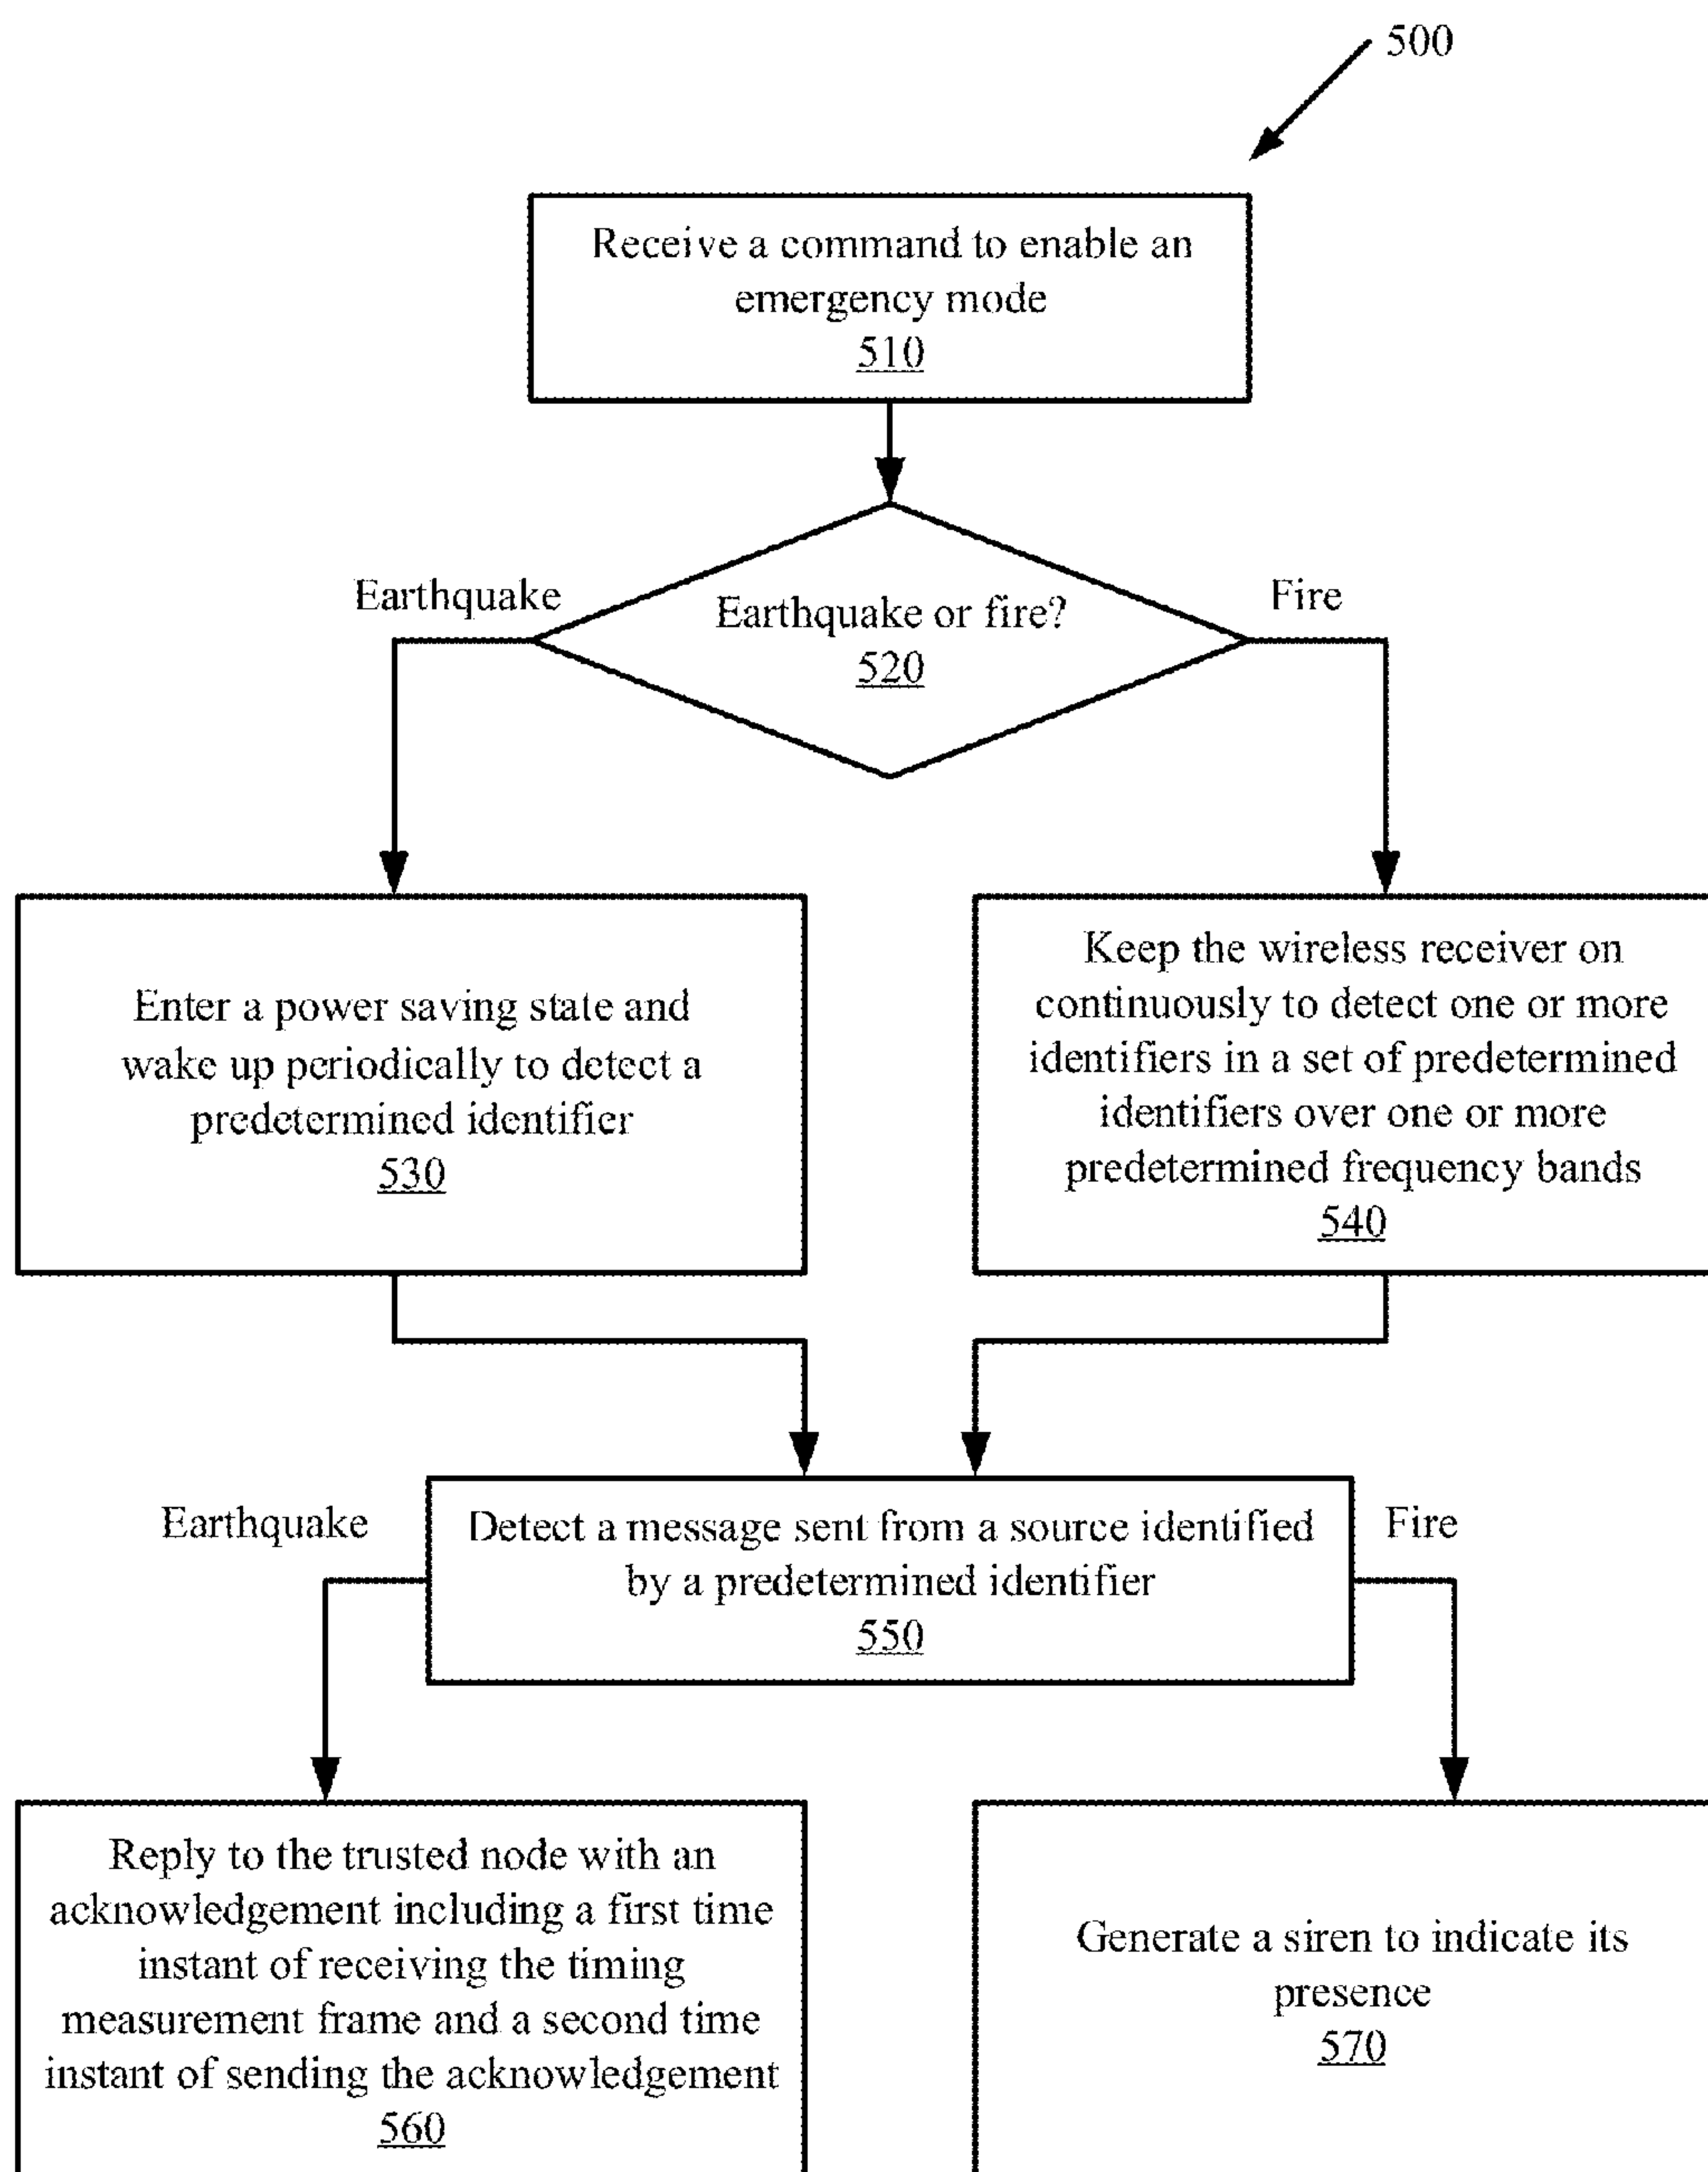 500
Receive a command to enable an
emergency mode
510
Earthquake
Earthquake or fire?
520
Fire
Enter a power saving state and
wake up periodically to detect a
predetermined identifier
530
Keep the wireless receiver on
continuously to detect one or more
identifiers in a set of predetermined
identifiers over one or more
predetermined frequency bands
540
Earthquake
Detect a message sent from a source identified
by a predetermined identifier
550
Fire
Reply to the trusted node with an
acknowledgement including a first time
instant of receiving the timing
measurement frame and a second time
instant of sending the acknowledgement
560
Generate a siren to indicate its
presence
570